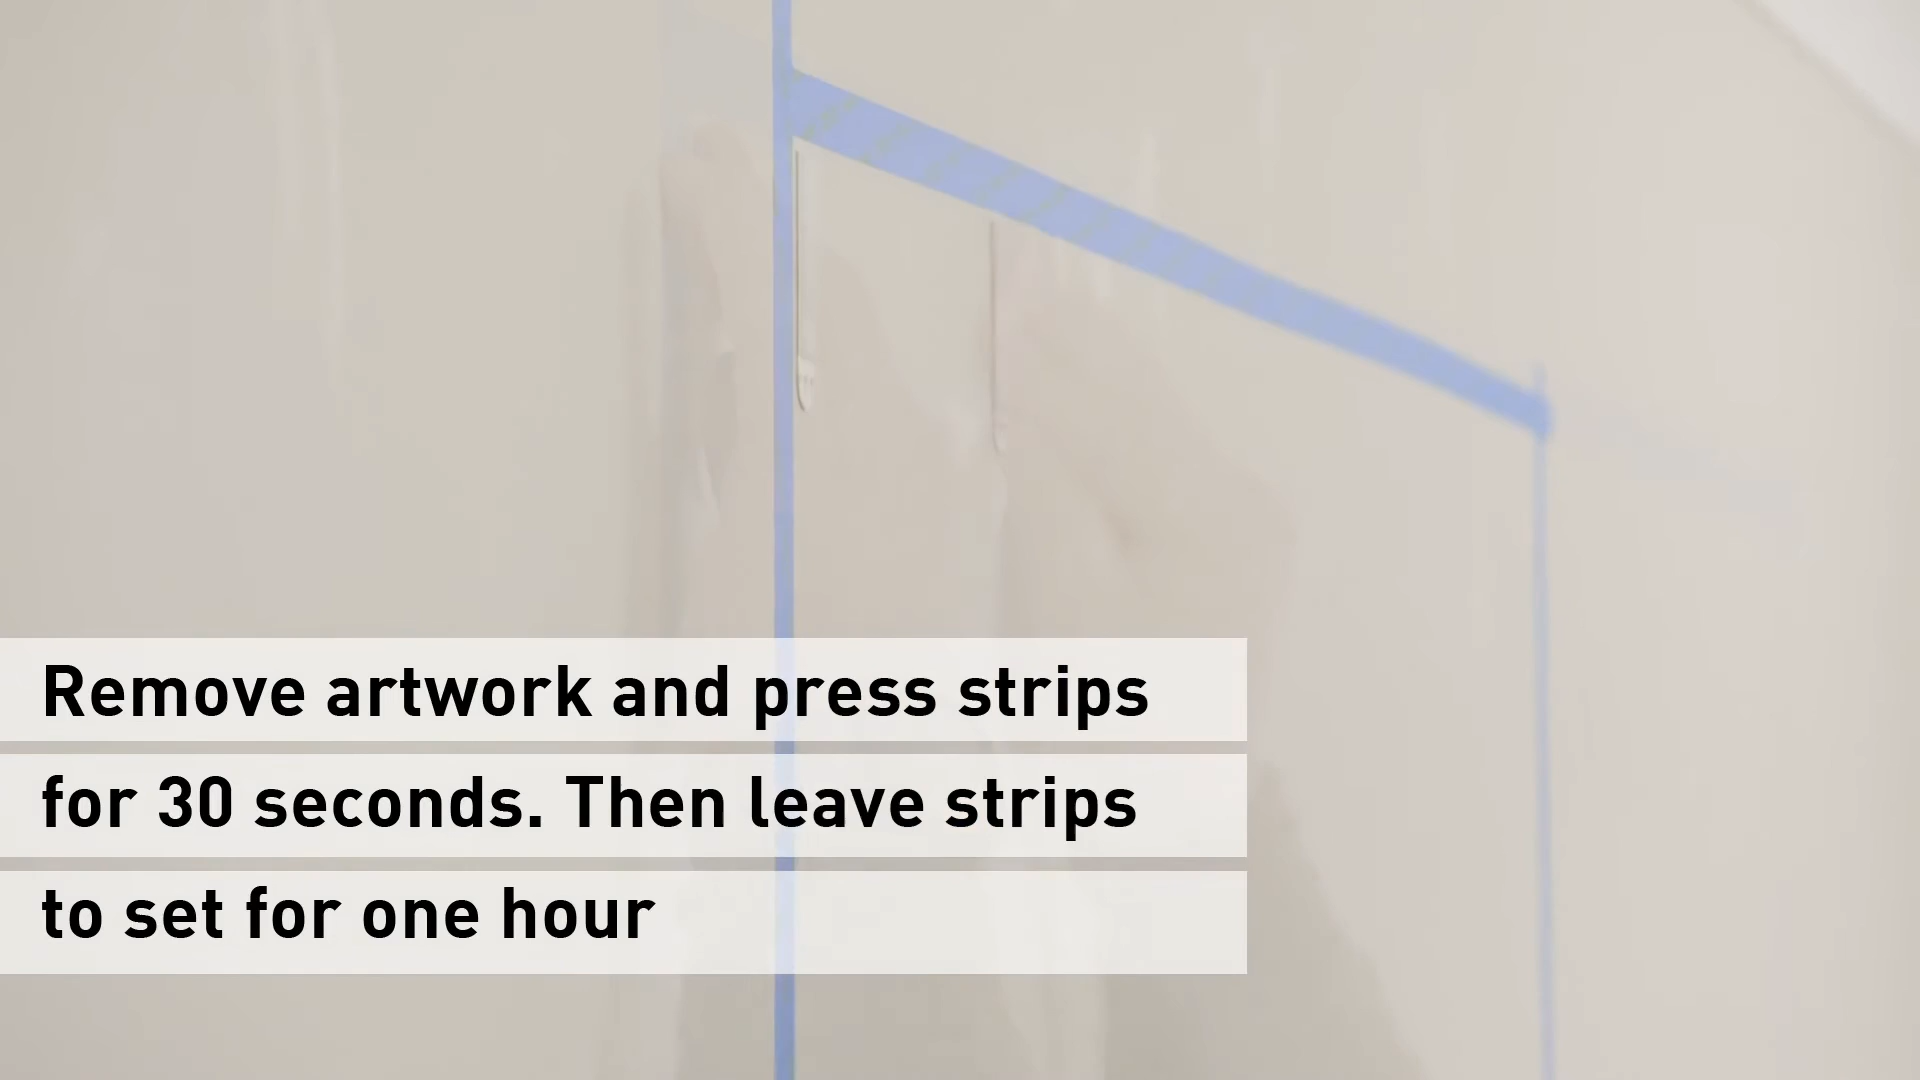 Remove artwork and press strips
for 30 seconds. Then leave strips
to set for one hour